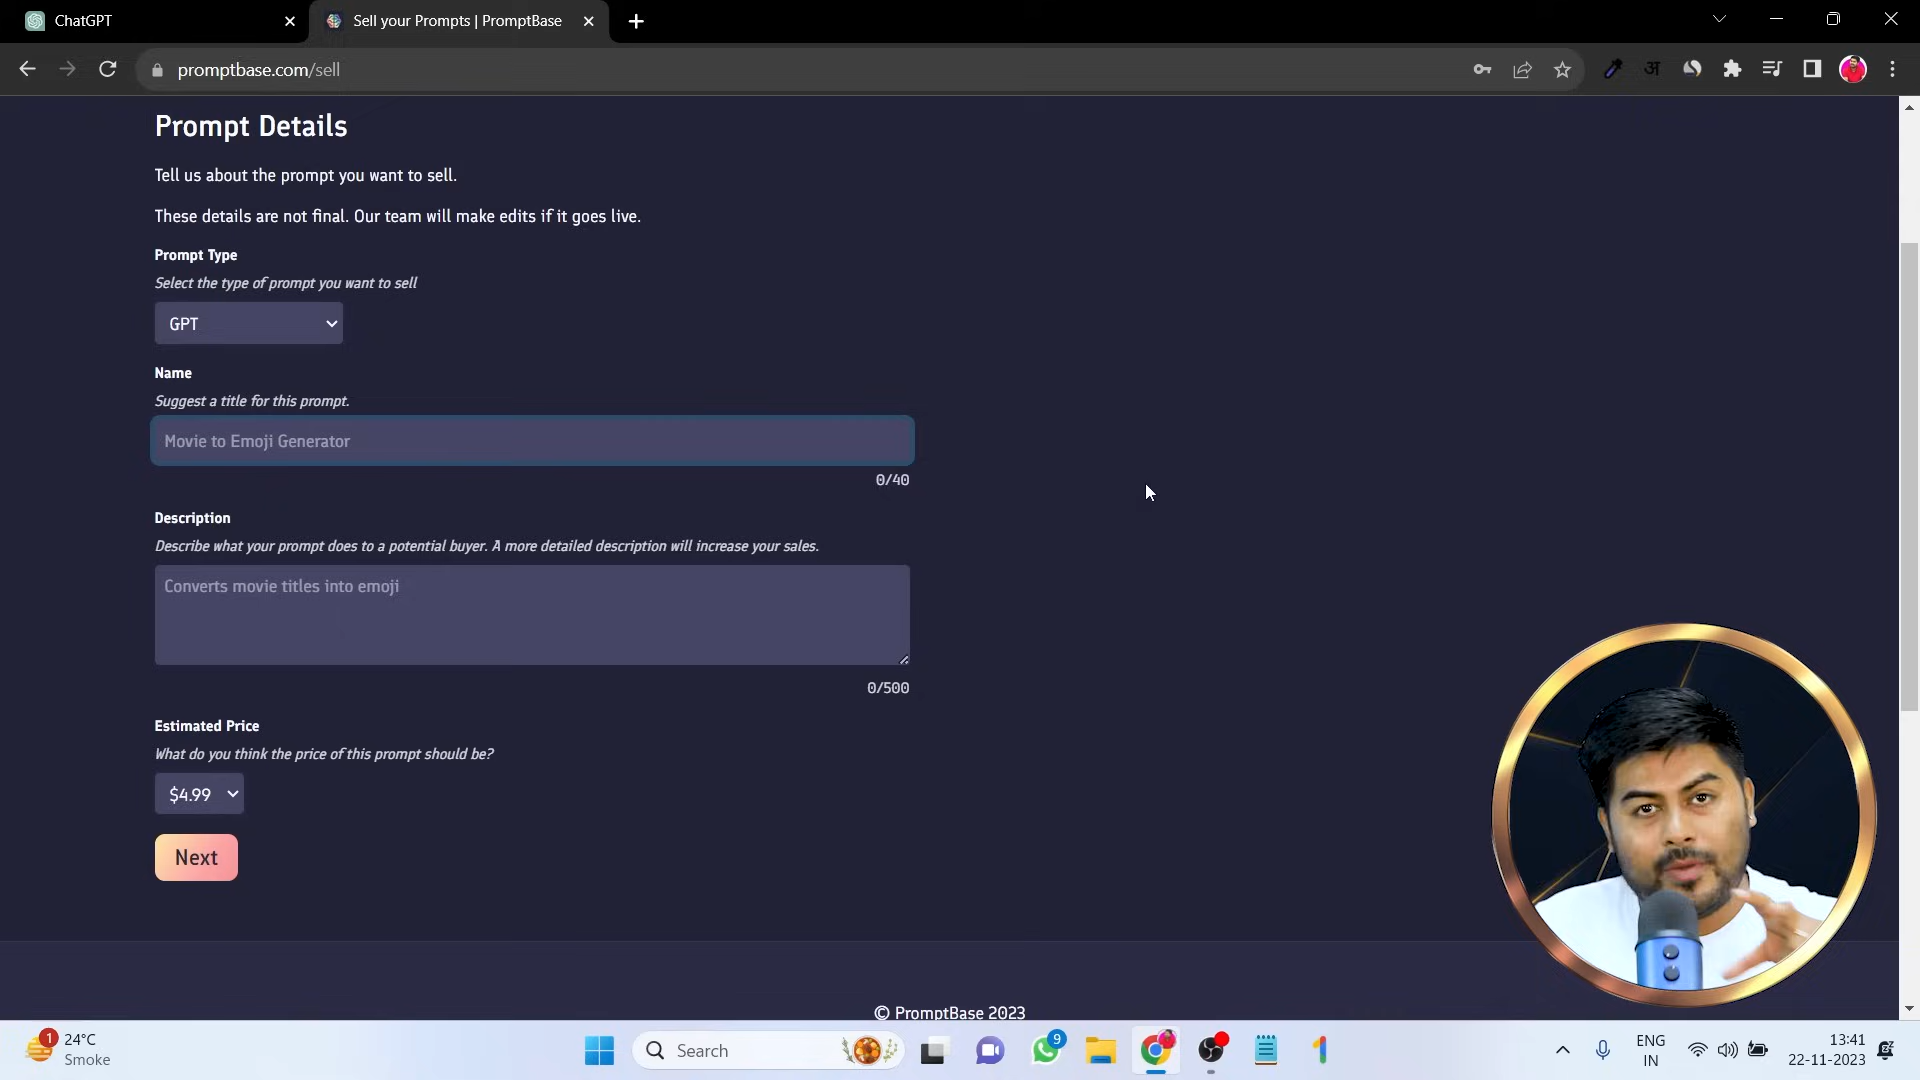 ChatGPT
Sell your Prompts | PromptBase
promptbase.com/sell
अ
Prompt Details
Tell us about the prompt you want to sell.
These details are not final. Our team will make edits if it goes live.
Prompt Type
Select the type of prompt you want to sell
GPT
Name
Suggest a title for this prompt.
Movie to Emoji Generator
0/40
Description
Describe what your prompt does to a potential buyer. A more detailed description will increase your sales.
Converts movie titles into emoji
0/500
Estimated Price
What do you think the price of this prompt should be?
$4.99
Next
© PromptBase 2023
1
24°C
Smoke
Search
9
ENG
IN
13:41
22-11-2023